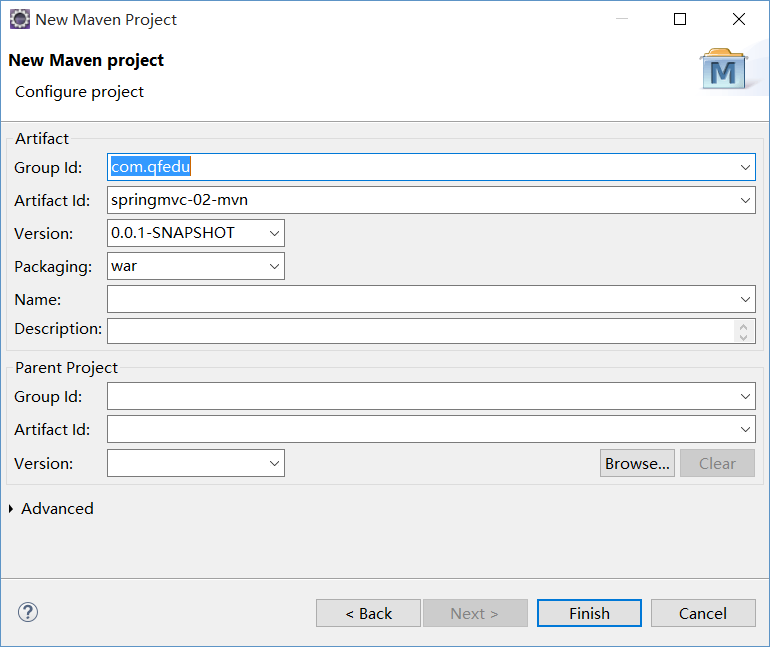 New Maven Project
New Maven project
Configure project
M
Artifact
Group Id: com.qfedu
Artifact Id: springmvc-02-mvn
Version: 0.0.1-SNAPSHOT
Packaging: war
Name:
Description:
Parent Project
Group Id:
Artifact Id:
Version: Browse... Clear
Advanced
? < Back Next > Finish Cancel